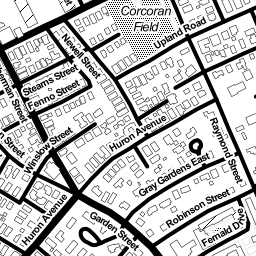 Corcoran
Field
Upland Road
Newell Street
Stearns Street
Fenno Street
Winslow Street
Huron Avenue
Raymond Street
Gray Gardens East
Robinson Street
Huron Avenue
Garden Street
Fernald Drive